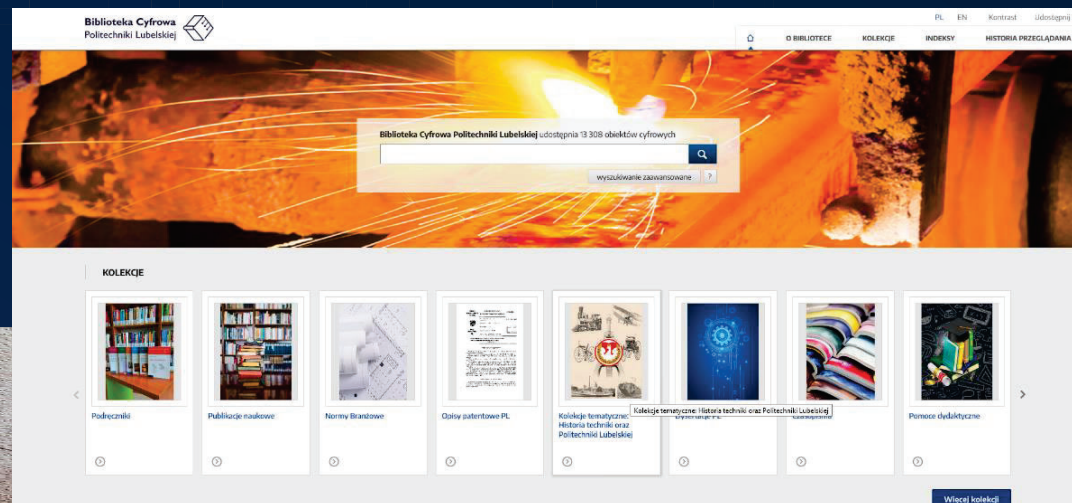 Biblioteka Cyfrowa
Politechniki Lubelskiej
PL EN Kontrast Udostępnij
O BIBLIOTECE KOLEKCJE INDEKSY HISTORIA PRZEGLĄDANIA
Biblioteka Cyfrowa Politechniki Lubelskiej udostępnia 13 308 obiektów cyfrowych
wyszukiwanie zaawansowane ?
KOLEKCJE
Podręczniki
Publikacje naukowe
Normy Branżowe
Opisy patentowe PL
Kolekcje tematyczne:
Historia techniki oraz
Politechniki Lubelskiej
Kolekcje tematyczne: Historia techniki oraz Politechniki Lubelskiej
Pomoce dydaktyczne
Więcej kolekcji